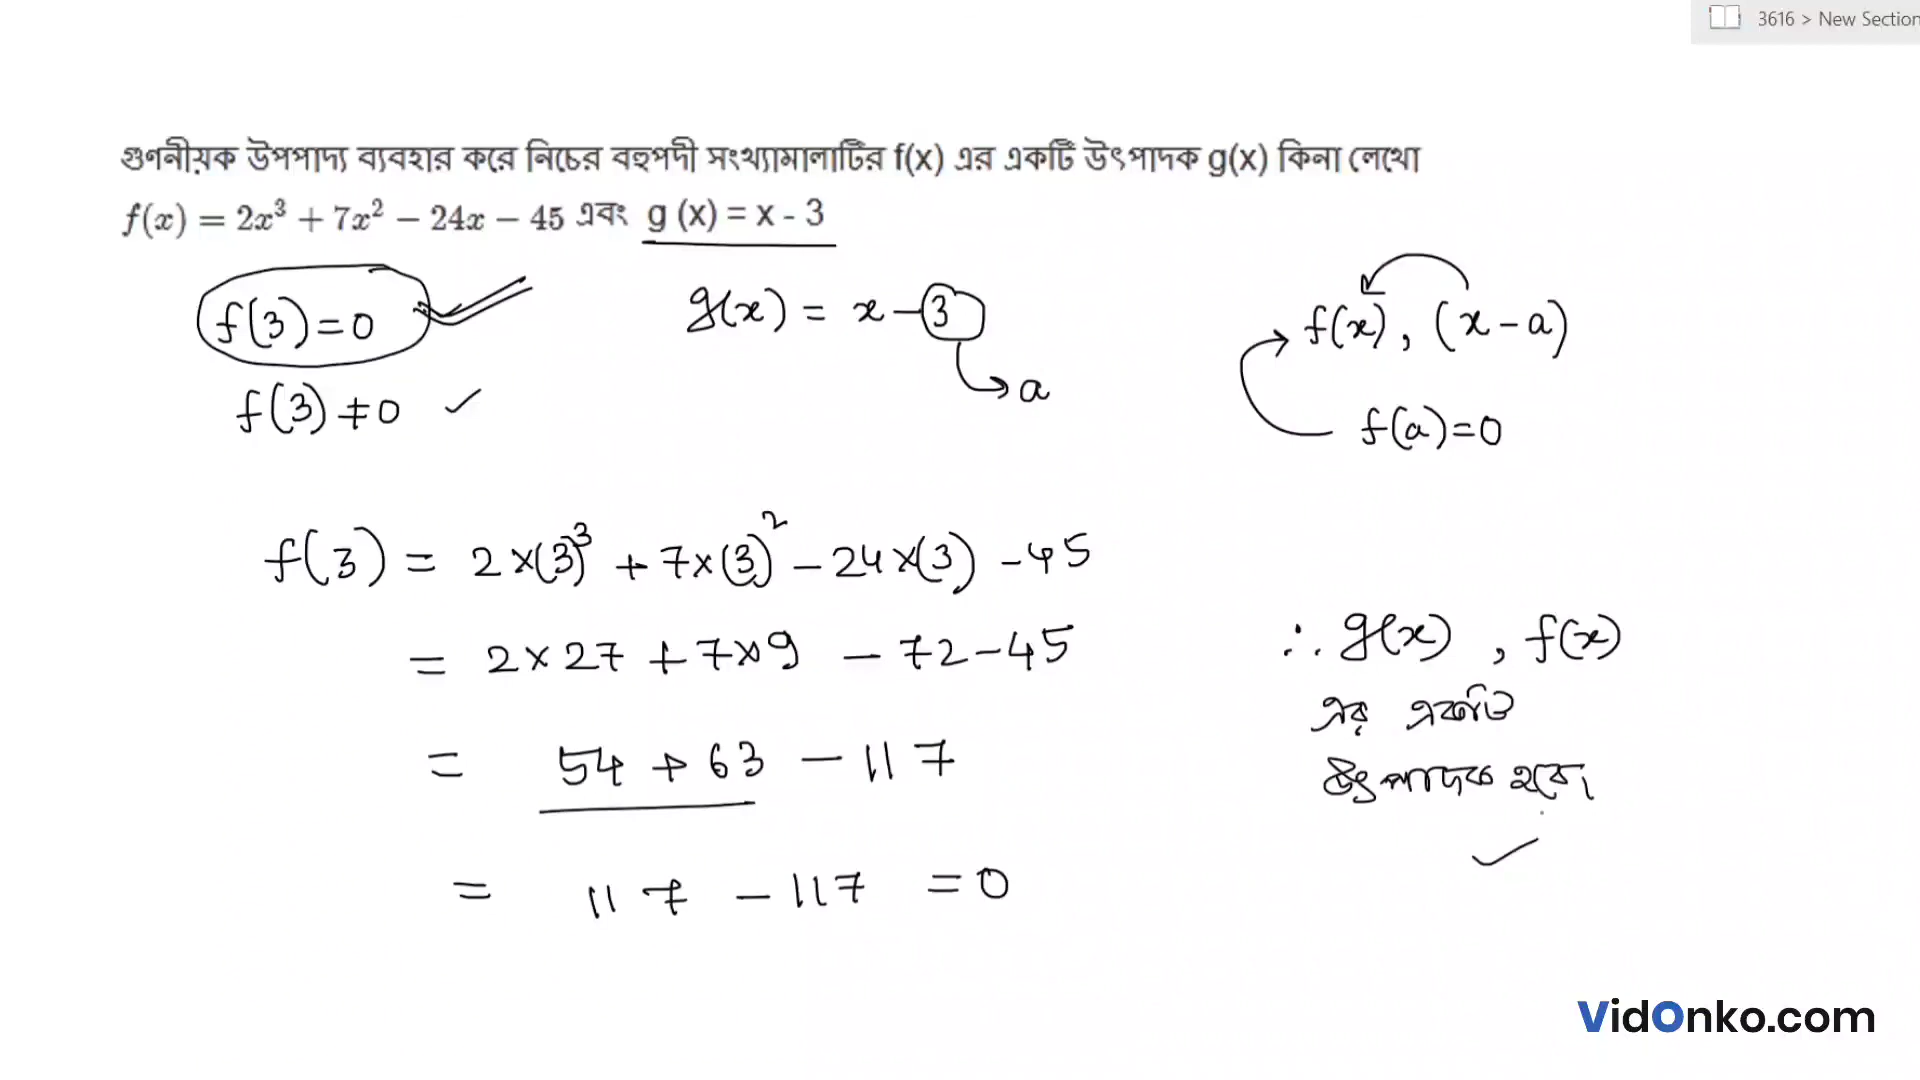 3616 > New Section
গুণনীয়ক উপপাদ্য ব্যবহার করে নিচের বহুপদী সংখ্যামালাটির f(x) এর একটি উৎপাদক g(x) কিনা লেখো
f(x) = 2x³ + 7x² − 24x − 45 এবং g (x) = x - 3
f(3)=0
g(x) = x − 3
f(x), (x − a)
f(3) ≠ 0
a
f(a)=0
f(3) = 2×(3)³ + 7×(3)² − 24×(3) − 45
= 2 × 27 + 7×9 − 72 − 45
∴ g(x), f(x)
এর একটি
উৎপাদক হবে।
= 54 + 63 − 117
= 117 − 117 = 0
VidOnko.com